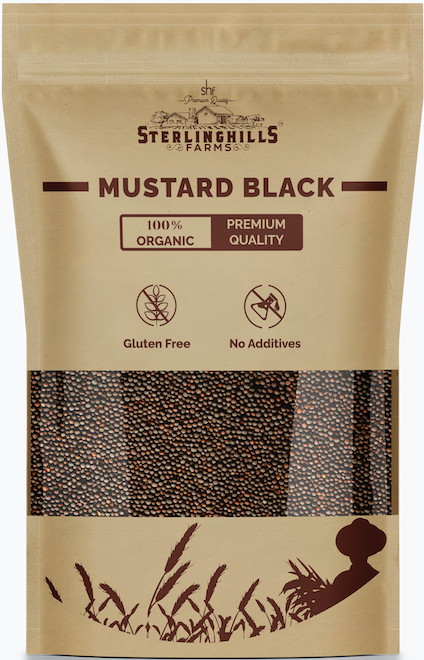 shf
Premium Quality
STERLINGHILLS
FARMS
MUSTARD BLACK
100%
ORGANIC
PREMIUM
QUALITY
Gluten Free
No Additives